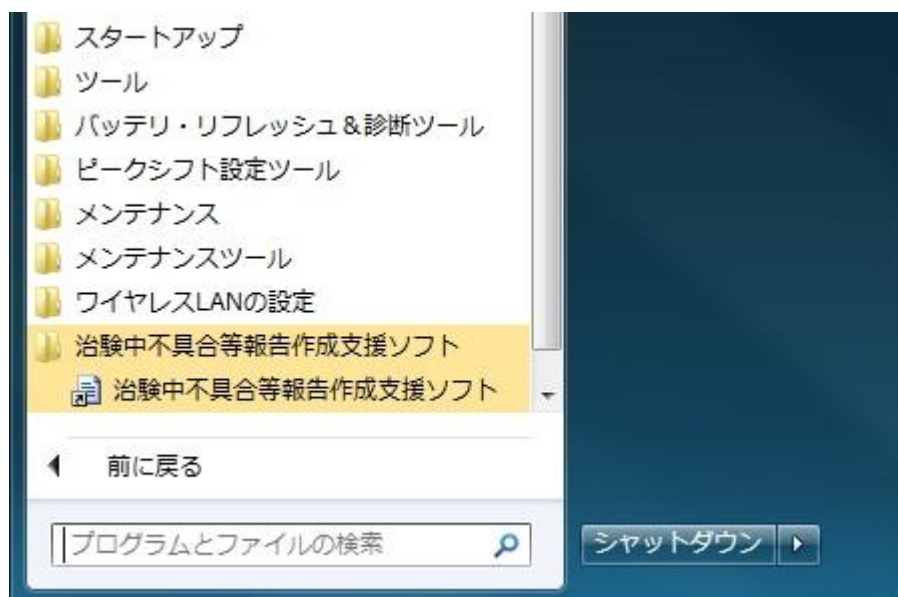 スタートアップ
ツール
バッテリ・リフレッシュ＆診断ツール
ピークシフト設定ツール
メンテナンス
メンテナンスツール
ワイヤレスLANの設定
治験中不具合等報告作成支援ソフト
治験中不具合等報告作成支援ソフト
前に戻る
プログラムとファイルの検索
シャットダウン